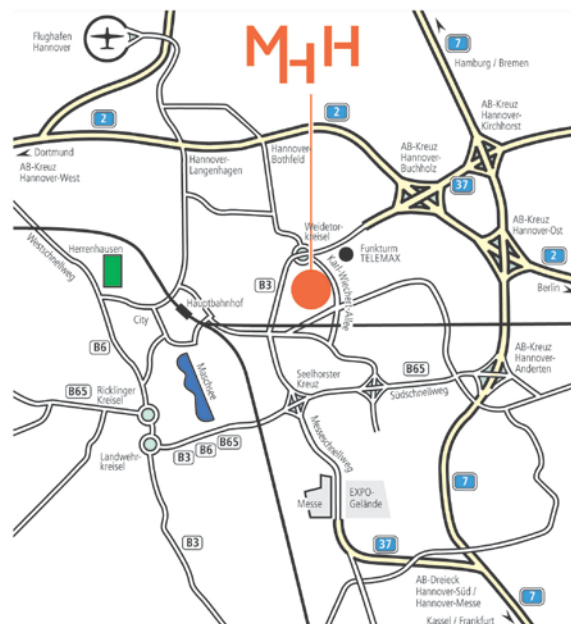 Flughafen
Hannover
MHH
7
Hamburg / Bremen
2
2
AB-Kreuz
Hannover-
Kirchhorst
Dortmund
AB-Kreuz
Hannover-West
Hannover-
Langenhagen
Hannover-
Bothfeld
AB-Kreuz
Hannover-
Buchholz
37
AB-Kreuz
Hannover-Ost
Weidetor-
kreisel
Funkturm
TELEMAX
2
Berlin
Westschnellweg
Herrenhausen
B3
Karl-Wiechert-Allee
Hauptbahnhof
City
B6
Maschsee
AB-Kreuz
Hannover-
Anderten
B65
Ricklinger
Kreisel
Seelhorster
Kreuz
B65
Südschnellweg
Landwehr-
kreisel
B3
B6
B65
Messeschnellweg
Messe
EXPO-
Gelände
7
B3
37
AB-Dreieck
Hannover-Süd /
Hannover-Messe
7
Kassel / Frankfurt